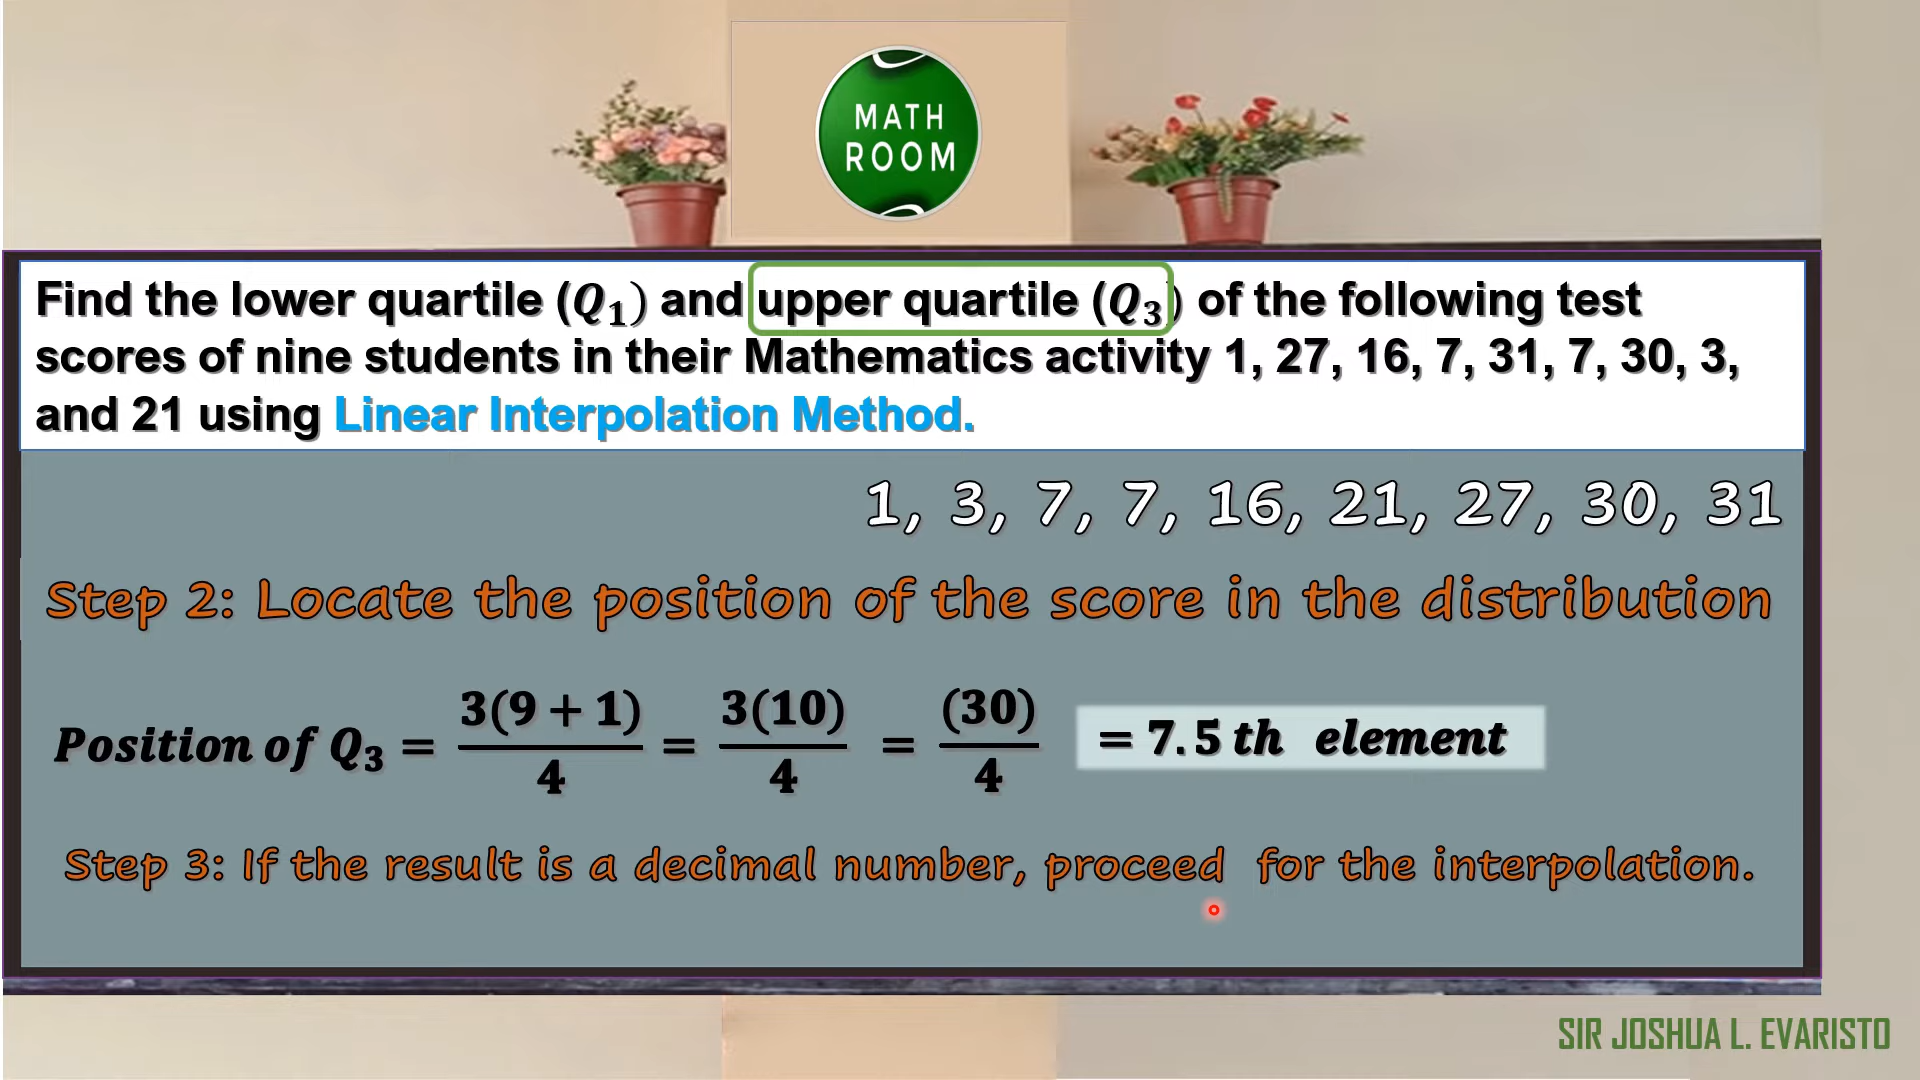 MATH
ROOM
Find the lower quartile (Q₁) and upper quartile (Q₃) of the following test
scores of nine students in their Mathematics activity 1, 27, 16, 7, 31, 7, 30, 3,
and 21 using Linear Interpolation Method.
1, 3, 7, 7, 16, 21, 27, 30, 31
Step 2: Locate the position of the score in the distribution
Position of Q₃ = 3(9 + 1)/4 = 3(10)/4 = (30)/4 = 7.5 th element
Step 3: If the result is a decimal number, proceed for the interpolation.
SIR JOSHUA L. EVARISTO